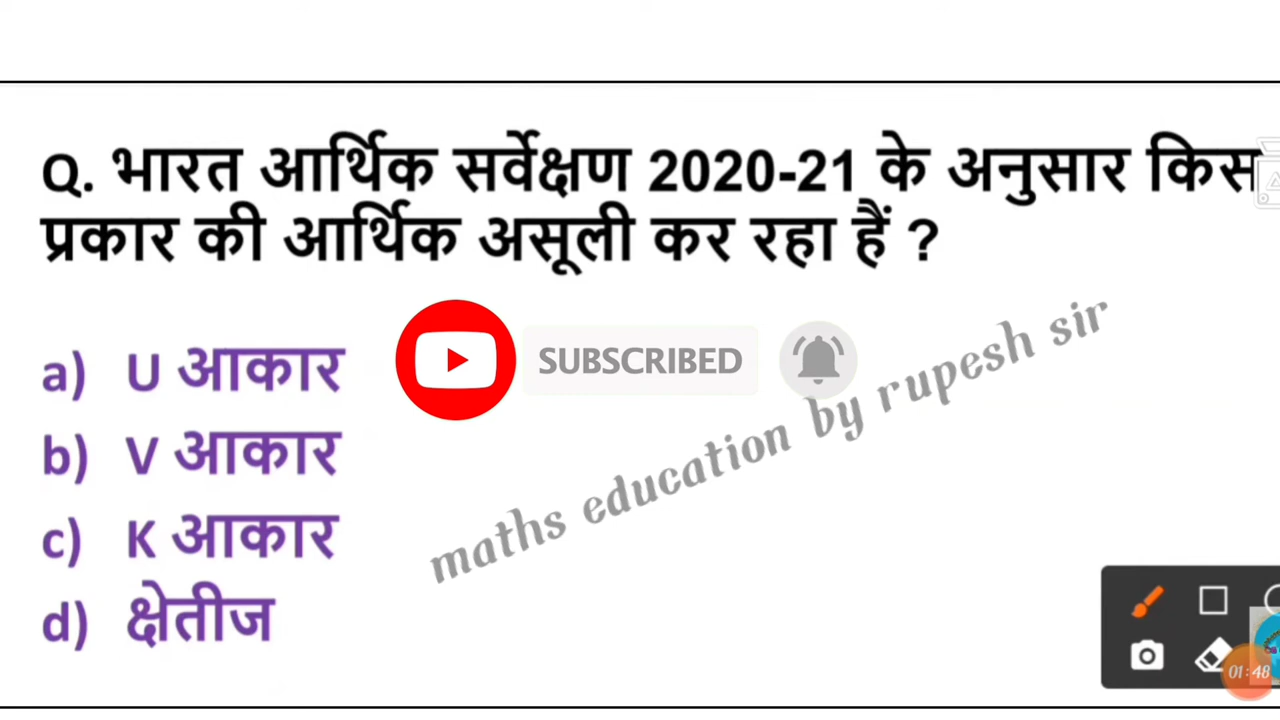 Q. भारत आर्थिक सर्वेक्षण 2020-21 के अनुसार किस
प्रकार की आर्थिक असूली कर रहा हैं ?
a) U आकार
SUBSCRIBED
b) V आकार
c) K आकार
d) क्षेतीज
maths education by rupesh sir
01:48